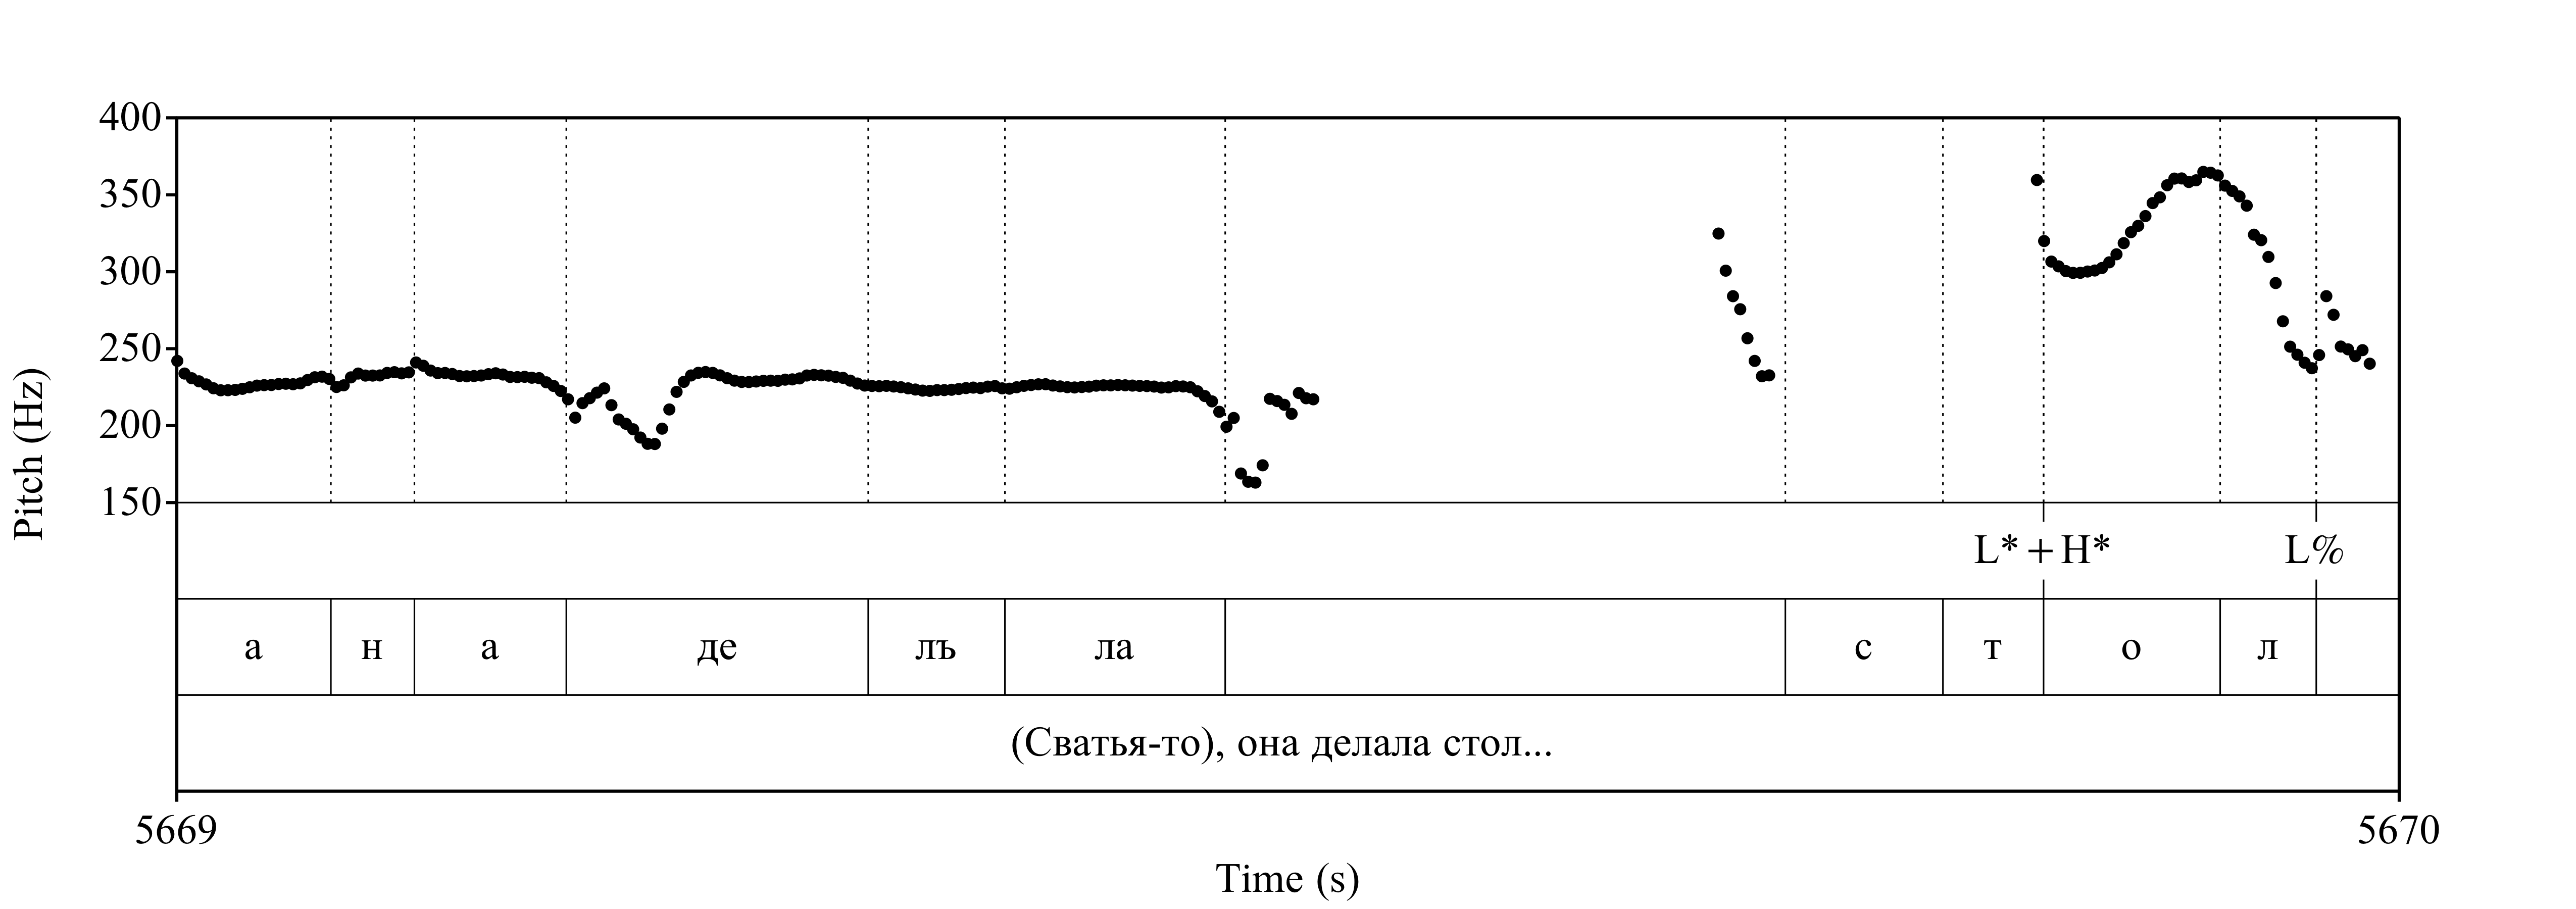 400
350
300
250
200
150
Pitch (Hz)
L* + H* L%
а н а де лъ ла с т о л
(Сватья-то), она делала стол...
5669 5670
Time (s)